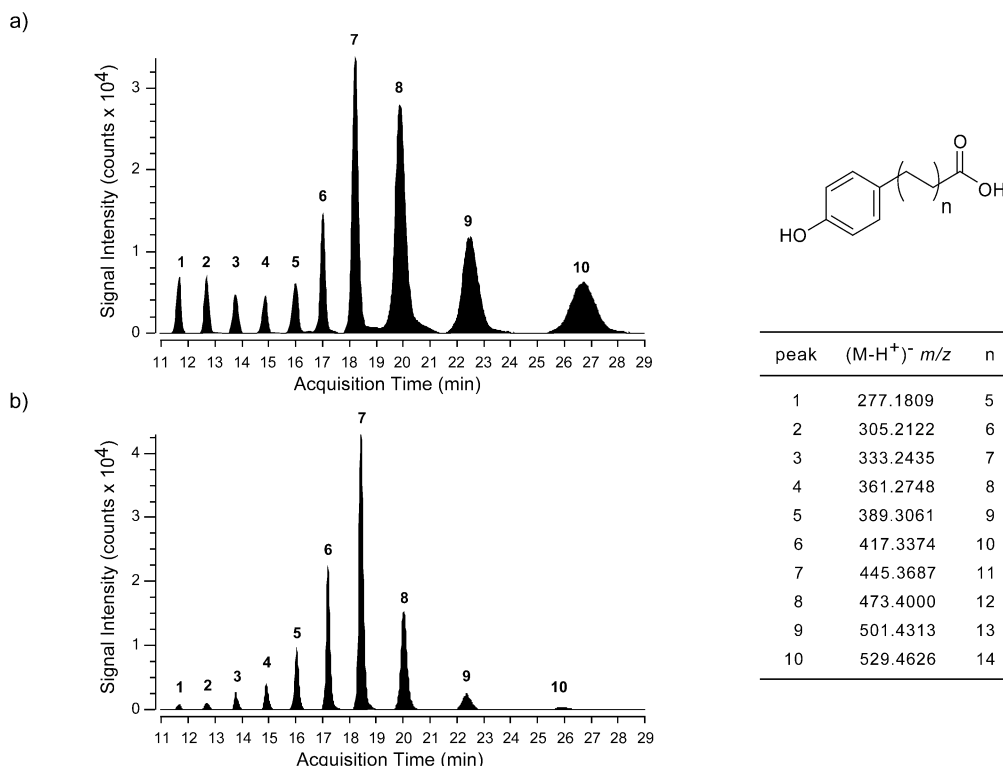 a)
Signal Intensity (counts x 10⁴)
3
2
1
0
1 2 3 4 5 6 7 8 9 10
11 12 13 14 15 16 17 18 19 20 21 22 23 24 25 26 27 28 29
Acquisition Time (min)
b)
Signal Intensity (counts x 10⁴)
4
3
2
1
0
1 2 3 4 5 6 7 8 9 10
11 12 13 14 15 16 17 18 19 20 21 22 23 24 25 26 27 28 29
Acquisition Time (min)
O
OH
n
HO
peak (M-H⁺)⁻ m/z n
1 277.1809 5
2 305.2122 6
3 333.2435 7
4 361.2748 8
5 389.3061 9
6 417.3374 10
7 445.3687 11
8 473.4000 12
9 501.4313 13
10 529.4626 14